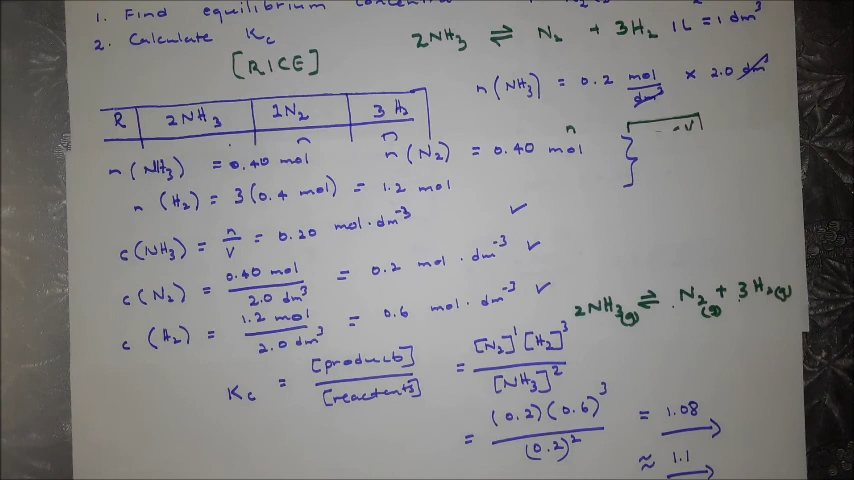 1. Find equilibrium
2. Calculate Kc
2NH₃ ⇌ N₂ + 3H₂ 1L = 1 dm³
[RICE]
n(NH₃) = 0.2 mol/dm³ × 2.0 dm³
R 2NH₃ 1N₂ 3H₂
n(NH₃) = 0.40 mol n(N₂) = 0.40 mol
n(H₂) = 3(0.4 mol) = 1.2 mol
c(NH₃) = n/V = 0.20 mol·dm⁻³ ✓
c(N₂) = 0.40 mol/2.0 dm³ = 0.2 mol·dm⁻³ ✓
c(H₂) = 1.2 mol/2.0 dm³ = 0.6 mol·dm⁻³ ✓
2NH₃(g) ⇌ N₂(g) + 3H₂(g)
Kc = [products]/[reactants] = [N₂]¹[H₂]³/[NH₃]²
= (0.2)(0.6)³/(0.2)² = 1.08
≈ 1.1